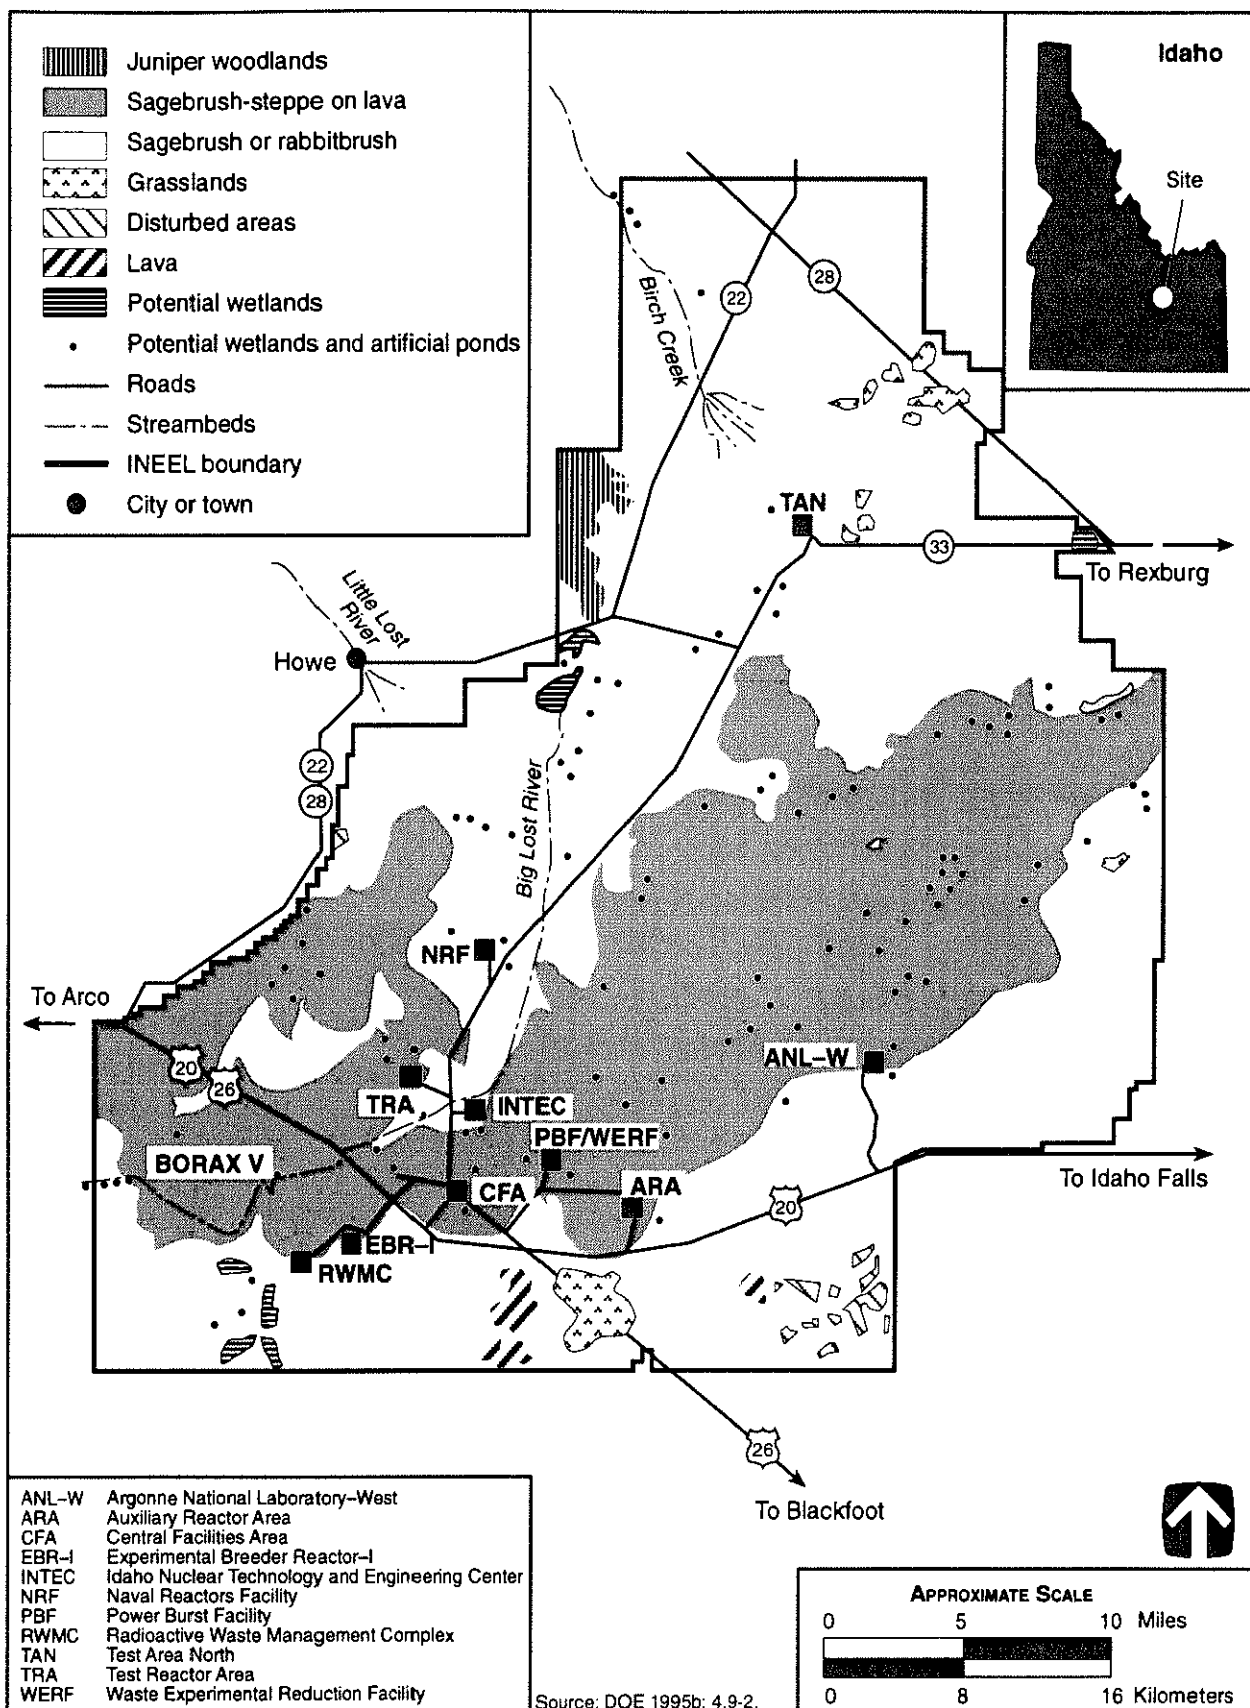 Juniper woodlands
Sagebrush-steppe on lava
Sagebrush or rabbitbrush
Grasslands
Disturbed areas
Lava
Potential wetlands
Potential wetlands and artificial ponds
Roads
Streambeds
INEEL boundary
City or town
Idaho
Site
Birch Creek
22
28
TAN
33
To Rexburg
Little Lost
River
Howe
22
28
Big Lost River
NRF
To Arco
20
26
TRA
INTEC
ANL-W
PBF/WERF
BORAX V
CFA
ARA
20
To Idaho Falls
EBR-I
RWMC
26
To Blackfoot
ANL-W Argonne National Laboratory-West
ARA Auxiliary Reactor Area
CFA Central Facilities Area
EBR-I Experimental Breeder Reactor-I
INTEC Idaho Nuclear Technology and Engineering Center
NRF Naval Reactors Facility
PBF Power Burst Facility
RWMC Radioactive Waste Management Complex
TAN Test Area North
TRA Test Reactor Area
WERF Waste Experimental Reduction Facility
Source: DOE 1995b: 4.9-2.
APPROXIMATE SCALE
0 5 10 Miles
0 8 16 Kilometers